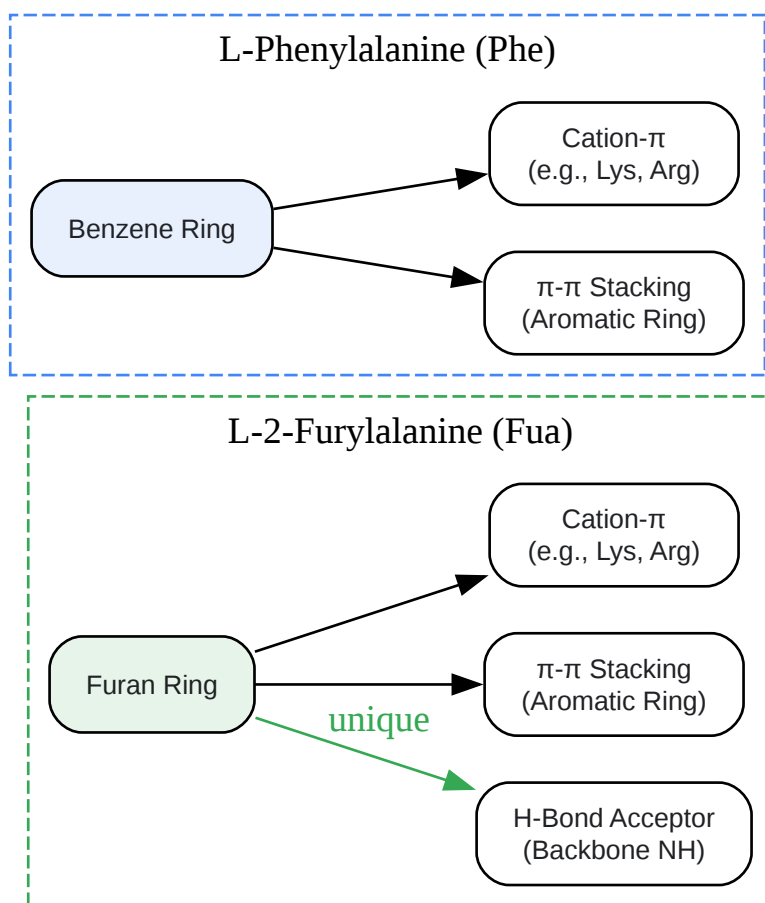 L-Phenylalanine (Phe)
Cation-π
(e.g., Lys, Arg)
Benzene Ring
π-π Stacking
(Aromatic Ring)
L-2-Furylalanine (Fua)
Cation-π
(e.g., Lys, Arg)
Furan Ring
π-π Stacking
(Aromatic Ring)
unique
H-Bond Acceptor
(Backbone NH)